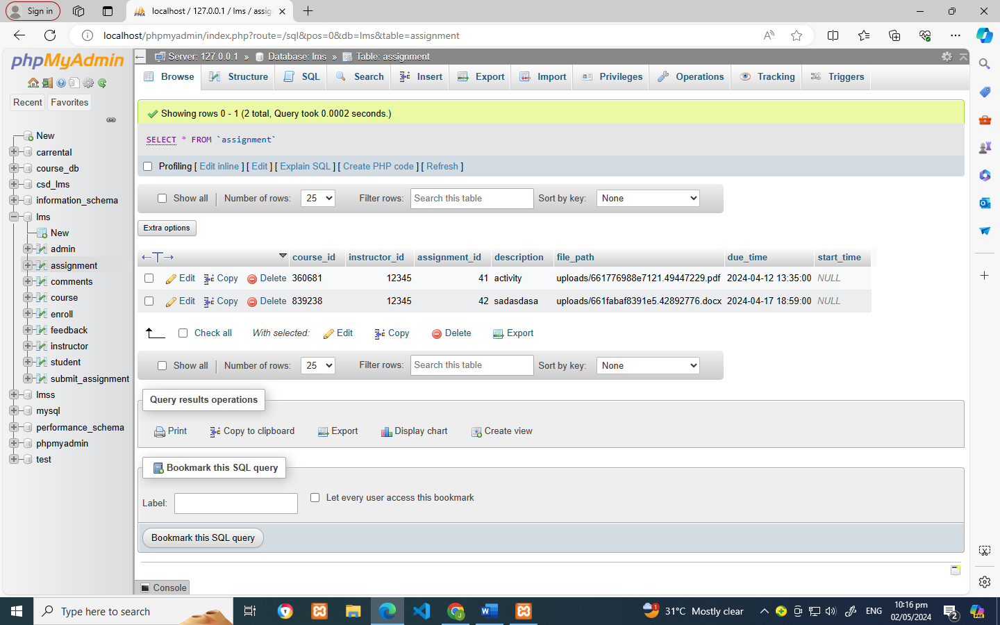 Sign in
localhost / 127.0.0.1 / lms / assig
localhost/phpmyadmin/index.php?route=/sql&pos=0&db=lms&table=assignment
phpMyAdmin
Recent Favorites
New
carrental
course_db
csd_lms
information_schema
lms
New
admin
assignment
comments
course
enroll
feedback
instructor
student
submit_assignment
lmss
mysql
performance_schema
phpmyadmin
test
Server: 127.0.0.1 » Database: lms » Table: assignment
Browse Structure SQL Search Insert Export Import Privileges Operations Tracking Triggers
Showing rows 0 - 1 (2 total, Query took 0.0002 seconds.)
SELECT * FROM `assignment`
Profiling [ Edit inline ] [ Edit ] [ Explain SQL ] [ Create PHP code ] [ Refresh ]
Show all Number of rows: 25 Filter rows: Search this table Sort by key: None
Extra options
course_id instructor_id assignment_id description file_path due_time start_time
Edit Copy Delete 360681 12345 41 activity uploads/661776988e7121.49447229.pdf 2024-04-12 13:35:00 NULL
Edit Copy Delete 839238 12345 42 sadasdasa uploads/661fabaf8391e5.42892776.docx 2024-04-17 18:59:00 NULL
Check all With selected: Edit Copy Delete Export
Show all Number of rows: 25 Filter rows: Search this table Sort by key: None
Query results operations
Print Copy to clipboard Export Display chart Create view
Bookmark this SQL query
Label: Let every user access this bookmark
Bookmark this SQL query
Console
Type here to search
1 31°C Mostly clear ENG 10:16 pm 02/05/2024 2